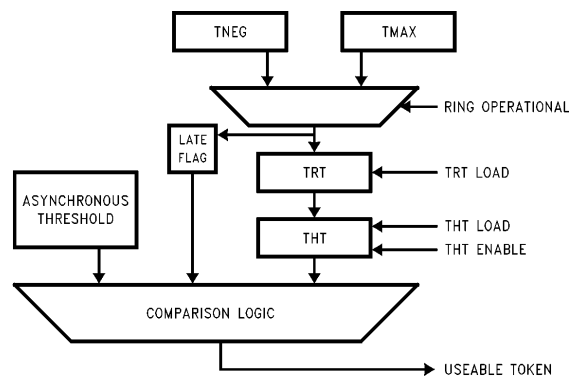 TNEG
TMAX
RING OPERATIONAL
LATE
FLAG
TRT
TRT LOAD
ASYNCHRONOUS
THRESHOLD
THT
THT LOAD
THT ENABLE
COMPARISON LOGIC
USEABLE TOKEN